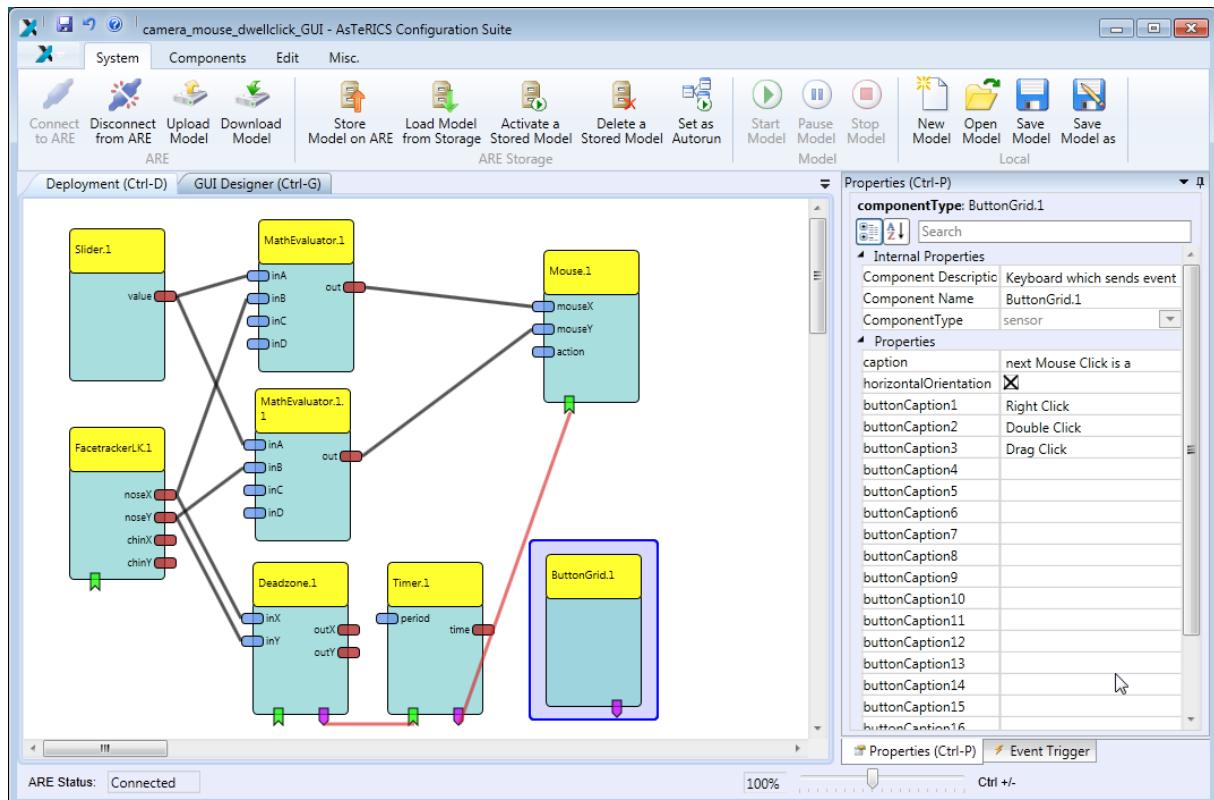 camera_mouse_dwellclick_GUI - AsTeRICS Configuration Suite
System Components Edit Misc.
Connect to ARE
Disconnect from ARE
Upload Model
Download Model
ARE
Store Model on ARE
Load Model from Storage
Activate a Stored Model
Delete a Stored Model
Set as Autorun
ARE Storage
Start Model
Pause Model
Stop Model
Model
New Model
Open Model
Save Model
Save Model as
Local
Deployment (Ctrl-D) GUI Designer (Ctrl-G)
Slider.1
value
MathEvaluator.1
inA
out
inB
inC
inD
Mouse.1
mouseX
mouseY
action
MathEvaluator.1.
1
inA
out
inB
inC
inD
FacetrackerLK.1
noseX
noseY
chinX
chinY
Deadzone.1
inX
outX
inY
outY
Timer.1
period
time
ButtonGrid.1
Properties (Ctrl-P)
componentType: ButtonGrid.1
A
Z
Search
Internal Properties
Component Descriptio Keyboard which sends event
Component Name ButtonGrid.1
ComponentType sensor
Properties
caption next Mouse Click is a
horizontalOrientation
buttonCaption1 Right Click
buttonCaption2 Double Click
buttonCaption3 Drag Click
buttonCaption4
buttonCaption5
buttonCaption6
buttonCaption7
buttonCaption8
buttonCaption9
buttonCaption10
buttonCaption11
buttonCaption12
buttonCaption13
buttonCaption14
buttonCaption15
buttonCaption16
Properties (Ctrl-P) Event Trigger
ARE Status: Connected
100% Ctrl +/-